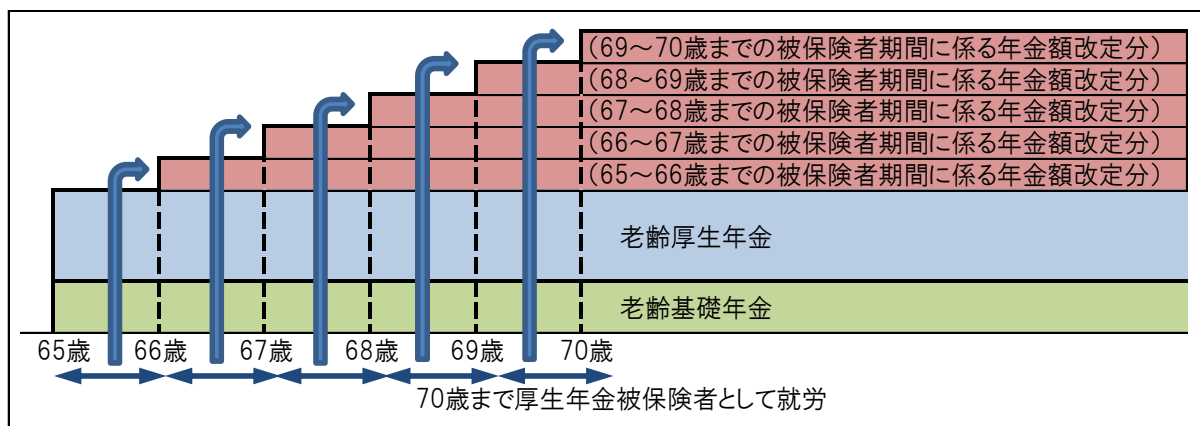 (69～70歳までの被保険者期間に係る年金額改定分)
(68～69歳までの被保険者期間に係る年金額改定分)
(67～68歳までの被保険者期間に係る年金額改定分)
(66～67歳までの被保険者期間に係る年金額改定分)
(65～66歳までの被保険者期間に係る年金額改定分)
老齢厚生年金
老齢基礎年金
65歳 66歳 67歳 68歳 69歳 70歳
70歳まで厚生年金被保険者として就労